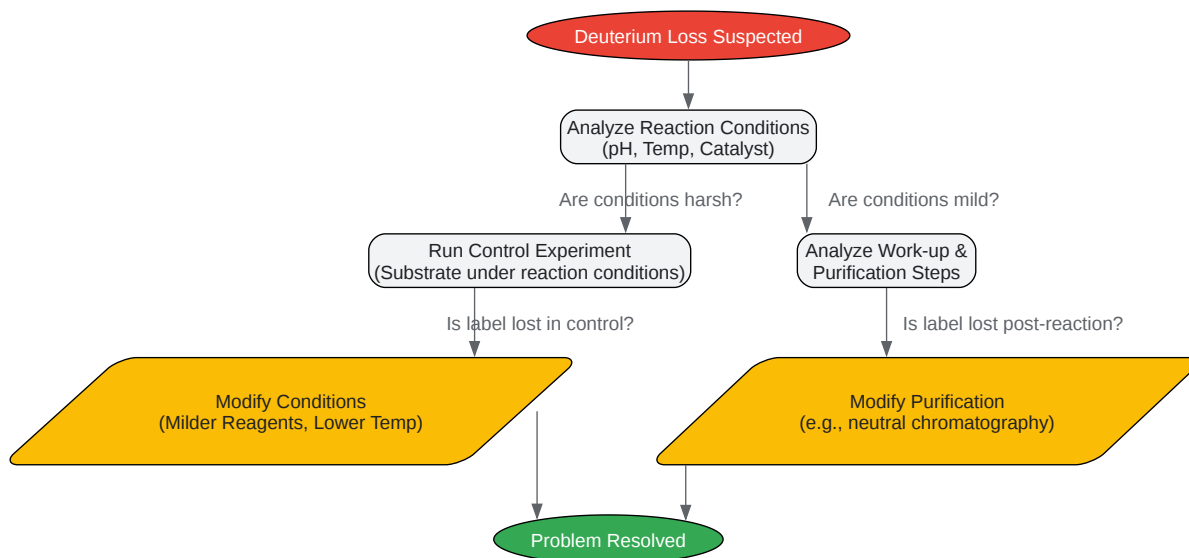 Deuterium Loss Suspected
Analyze Reaction Conditions
(pH, Temp, Catalyst)
Are conditions harsh?
Are conditions mild?
Run Control Experiment
(Substrate under reaction conditions)
Analyze Work-up &
Purification Steps
Is label lost in control?
Is label lost post-reaction?
Modify Conditions
(Milder Reagents, Lower Temp)
Modify Purification
(e.g., neutral chromatography)
Problem Resolved